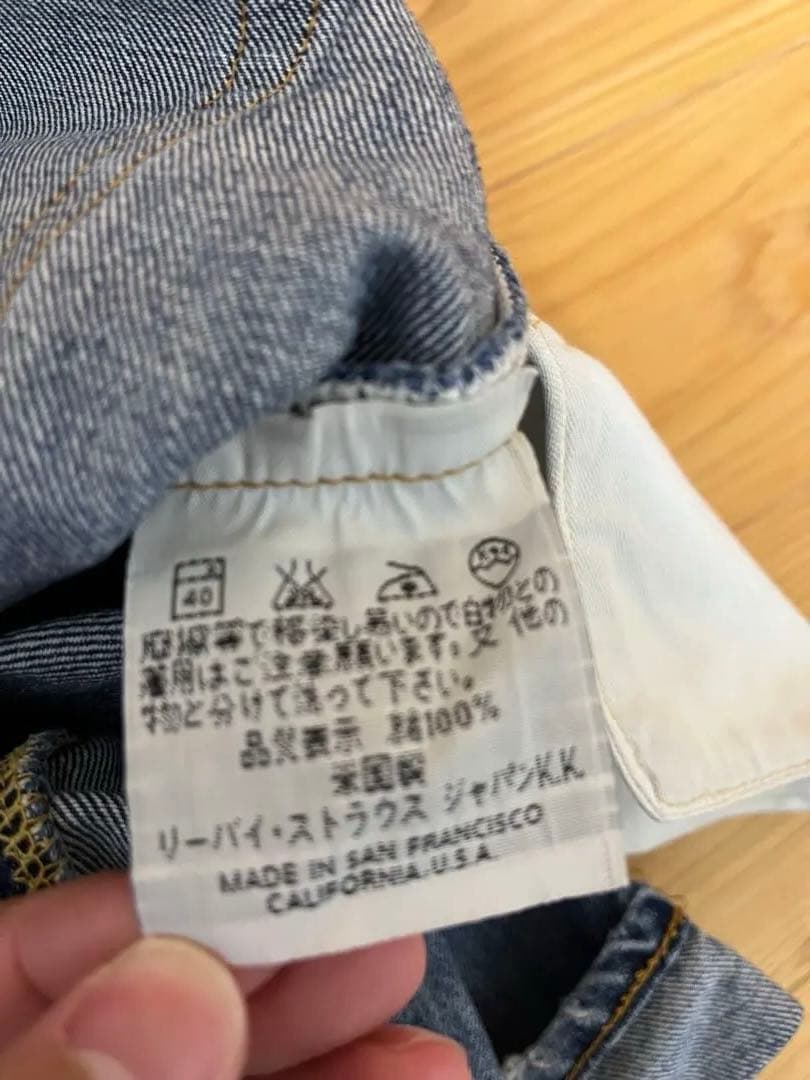 40
摩擦等で移染し易いので白物との
着用はご注意願います。又 他の
物と分けて洗って下さい。
品質表示 綿100%
米国製
リーバイ・ストラウス ジャパンK.K.
MADE IN SAN FRANCISCO
CALIFORNIA.U.S.A.